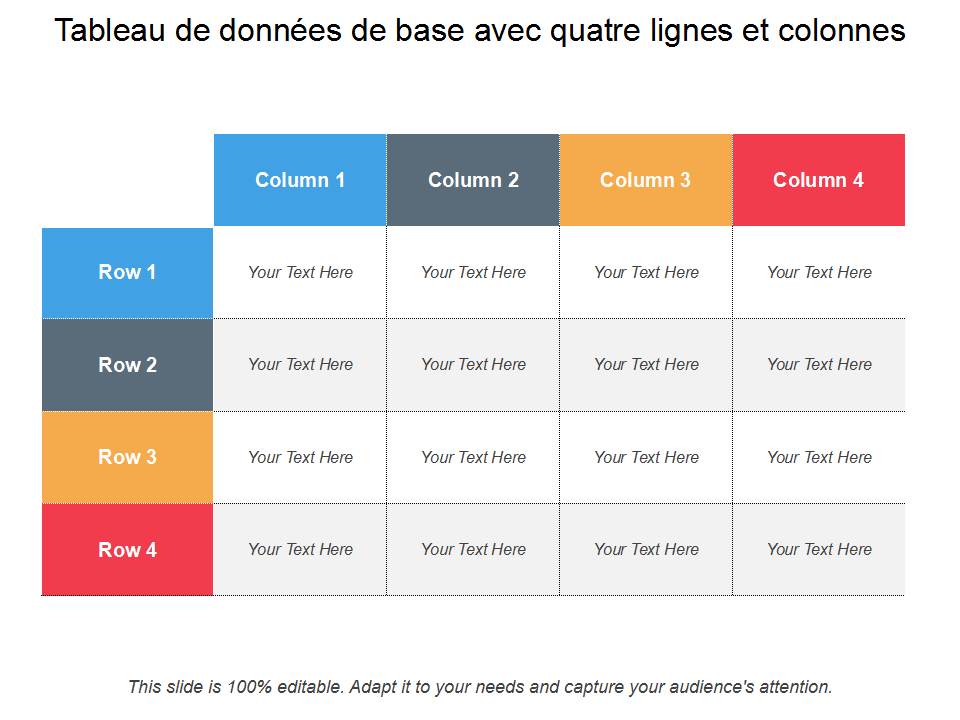 Tableau de données de base avec quatre lignes et colonnes
Column 1 Column 2 Column 3 Column 4
Row 1 Your Text Here Your Text Here Your Text Here Your Text Here
Row 2 Your Text Here Your Text Here Your Text Here Your Text Here
Row 3 Your Text Here Your Text Here Your Text Here Your Text Here
Row 4 Your Text Here Your Text Here Your Text Here Your Text Here
This slide is 100% editable. Adapt it to your needs and capture your audience's attention.